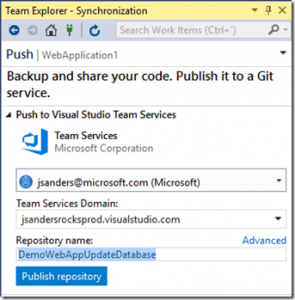 Team Explorer - Synchronization
Search Work Items (Ctrl+')
Push | WebApplication1
Backup and share your code. Publish it to a Git
service.
Push to Visual Studio Team Services
Team Services
Microsoft Corporation
jsanders@microsoft.com (Microsoft)
Team Services Domain:
jsandersrocksprod.visualstudio.com
Repository name:
Advanced
DemoWebAppUpdateDatabase
Publish repository